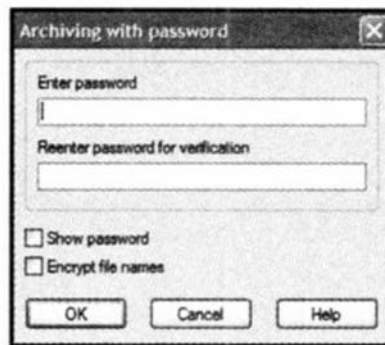 Archiving with password
Enter password
Reenter password for verification
Show password
Encrypt file names
OK Cancel Help